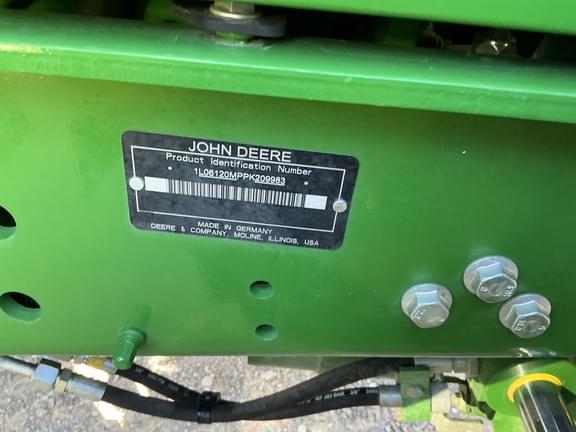 JOHN DEERE
Product Identification Number
* 1L06120MPPK209983 *
MADE IN GERMANY
DEERE & COMPANY, MOLINE, ILLINOIS, USA